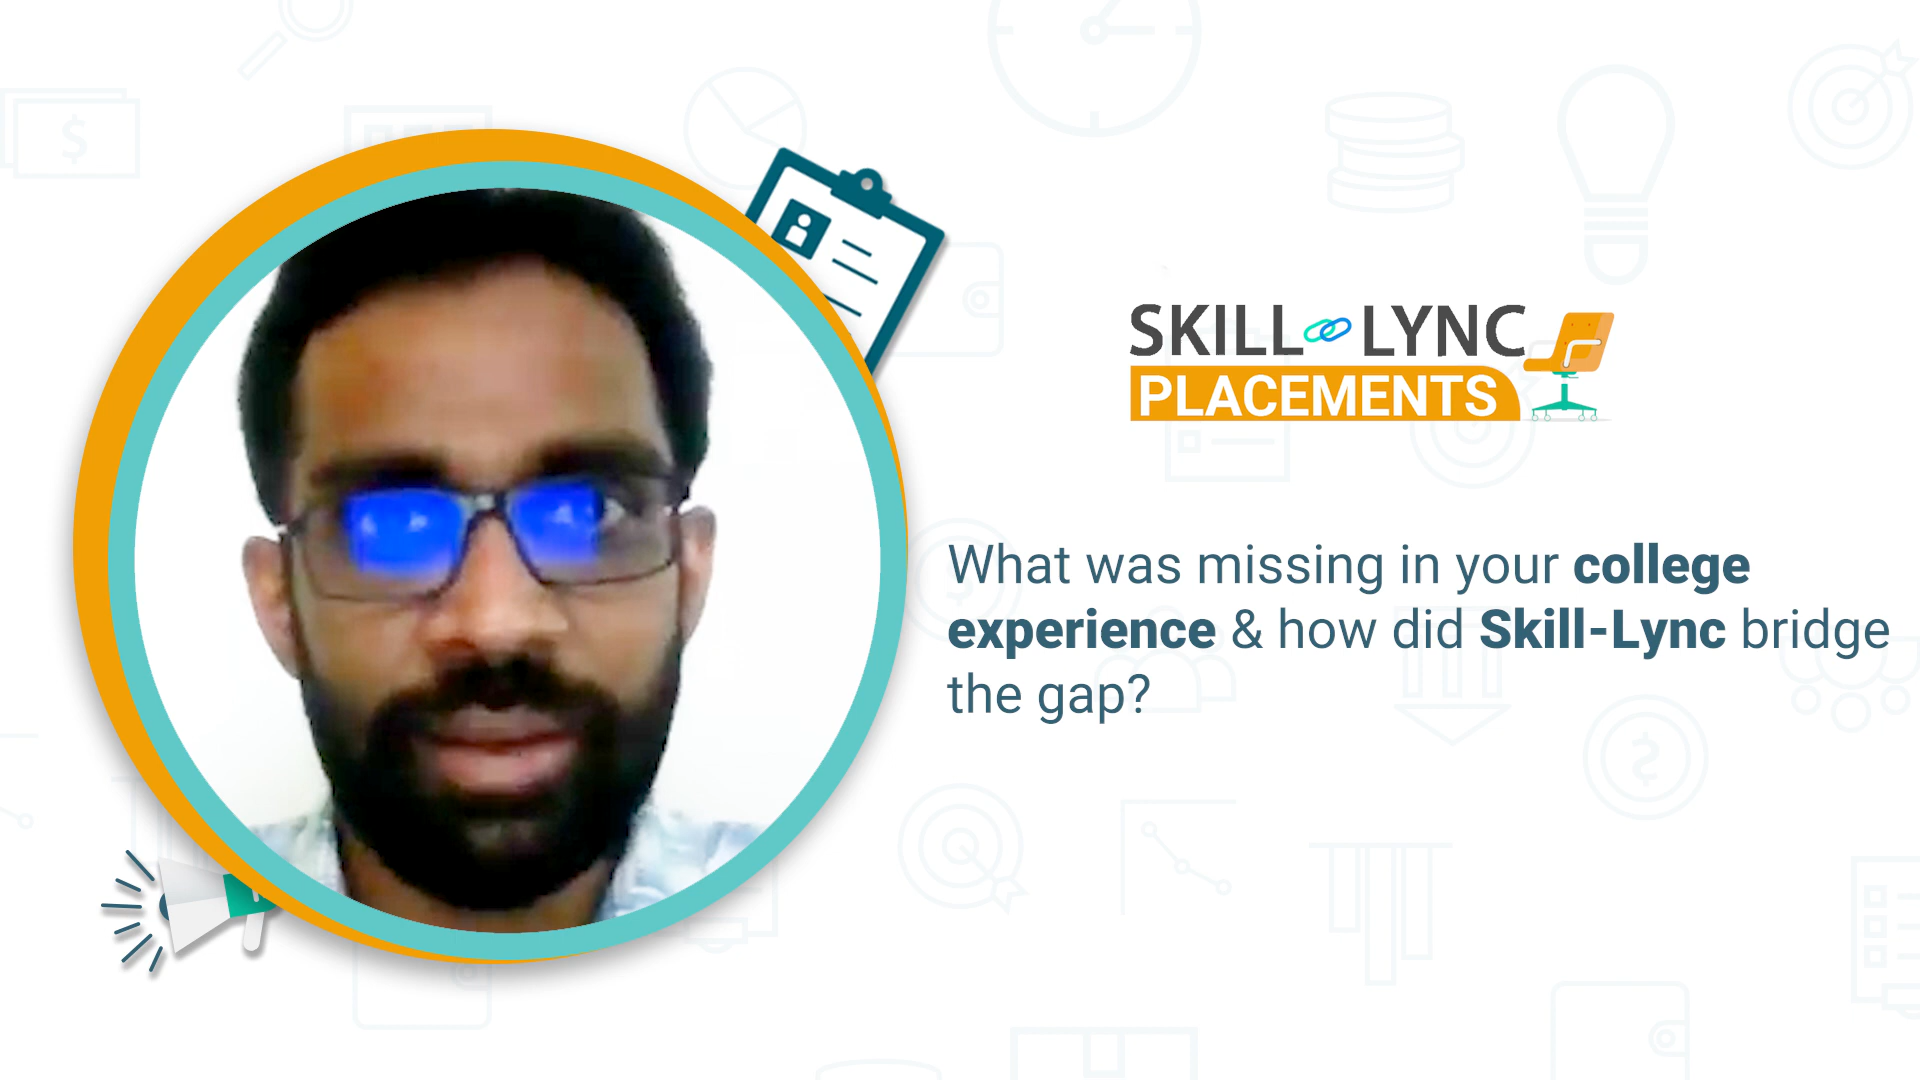 SKILL LYNC
PLACEMENTS
What was missing in your college
experience & how did Skill-Lync bridge
the gap?